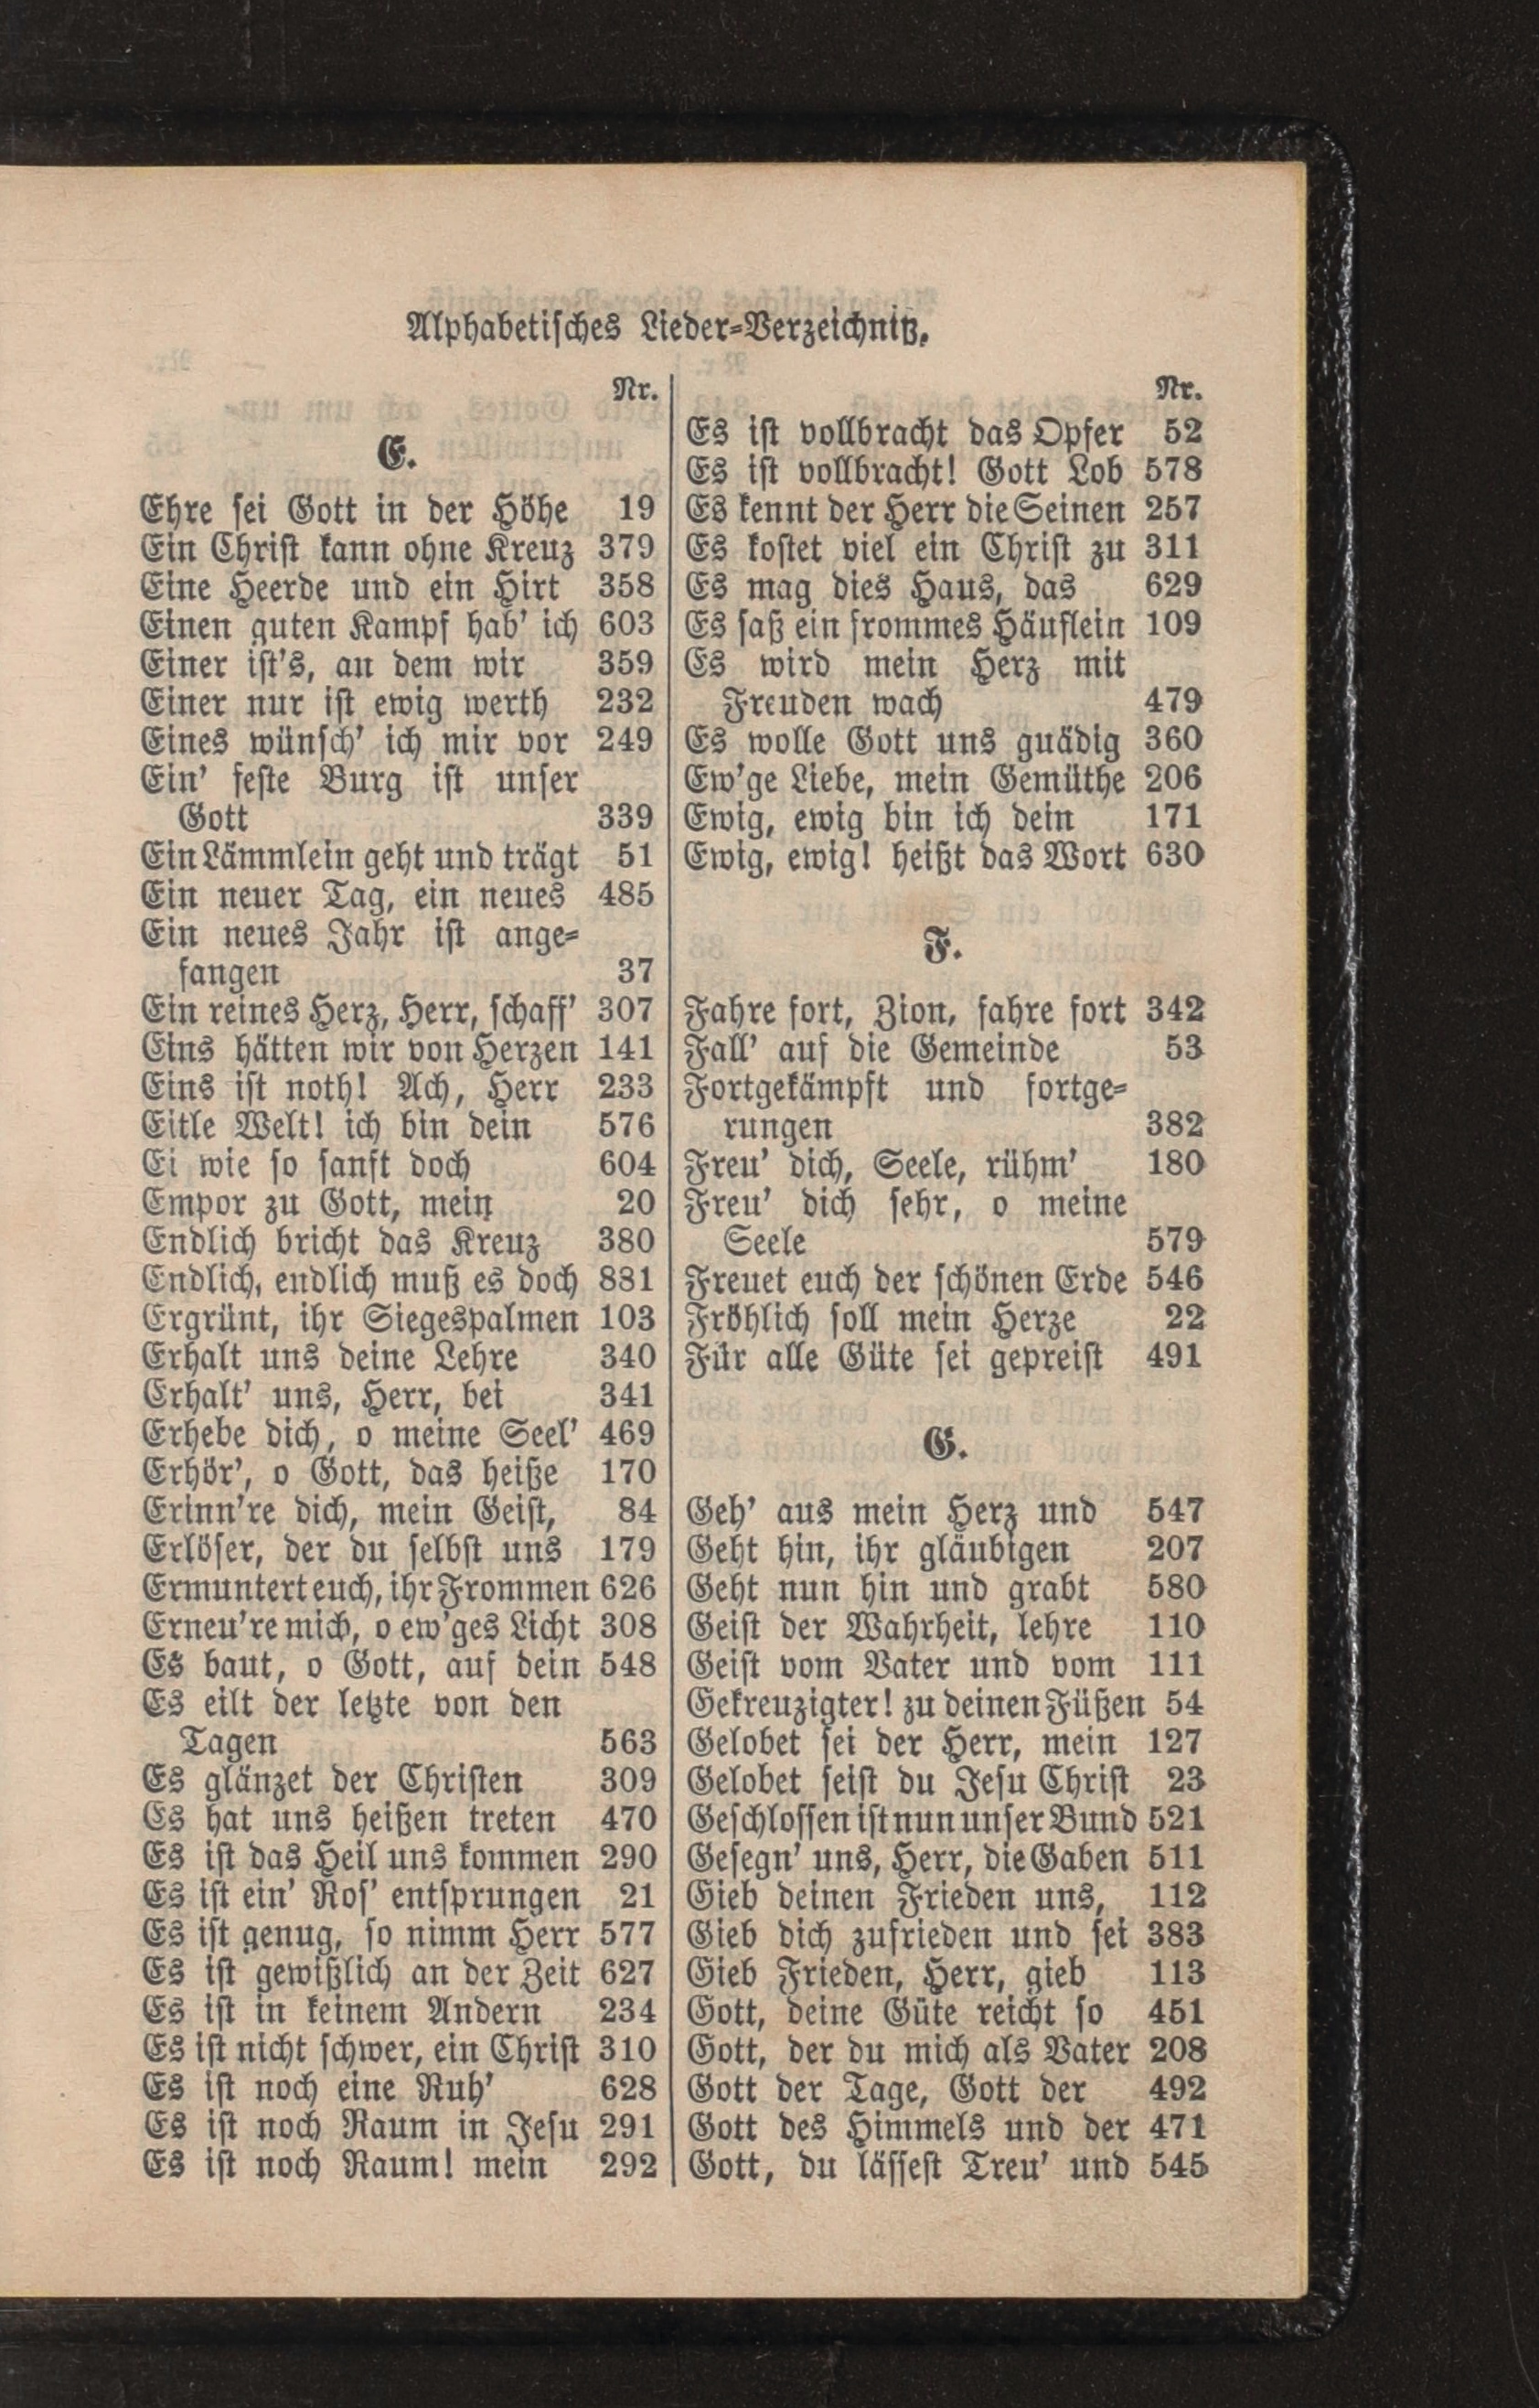 Alphabetisches Lieder-Verzeichniß.
Nr.
E.
Ehre sei Gott in der Höhe 19
Ein Christ kann ohne Kreuz 379
Eine Heerde und ein Hirt 358
Einen guten Kampf hab' ich 603
Einer ist's, an dem wir 359
Einer nur ist ewig werth 232
Eines wünsch' ich mir vor 249
Ein' feste Burg ist unser
Gott 339
Ein Lämmlein geht und trägt 51
Ein neuer Tag, ein neues 485
Ein neues Jahr ist ange-
fangen 37
Ein reines Herz, Herr, schaff' 307
Eins hätten wir von Herzen 141
Eins ist noth! Ach, Herr 233
Eitle Welt! ich bin dein 576
Ei wie so sanft doch 604
Empor zu Gott, mein 20
Endlich bricht das Kreuz 380
Endlich, endlich muß es doch 881
Ergrünt, ihr Siegespalmen 103
Erhalt uns deine Lehre 340
Erhalt' uns, Herr, bei 341
Erhebe dich, o meine Seel' 469
Erhör', o Gott, das heiße 170
Erinn're dich, mein Geist, 84
Erlöser, der du selbst uns 179
Ermuntert euch, ihr Frommen 626
Erneu're mich, o ew'ges Licht 308
Es baut, o Gott, auf dein 548
Es eilt der letzte von den
Tagen 563
Es glänzet der Christen 309
Es hat uns heißen treten 470
Es ist das Heil uns kommen 290
Es ist ein' Ros' entsprungen 21
Es ist genug, so nimm Herr 577
Es ist gewißlich an der Zeit 627
Es ist in keinem Andern 234
Es ist nicht schwer, ein Christ 310
Es ist noch eine Ruh' 628
Es ist noch Raum in Jesu 291
Es ist noch Raum! mein 292
Nr.
Es ist vollbracht das Opfer 52
Es ist vollbracht! Gott Lob 578
Es kennt der Herr die Seinen 257
Es kostet viel ein Christ zu 311
Es mag dies Haus, das 629
Es saß ein frommes Häuflein 109
Es wird mein Herz mit
Freuden wach 479
Es wolle Gott uns guädig 360
Ew'ge Liebe, mein Gemüthe 206
Ewig, ewig bin ich dein 171
Ewig, ewig! heißt das Wort 630
F.
Fahre fort, Zion, fahre fort 342
Fall' auf die Gemeinde 53
Fortgekämpft und fortge-
rungen 382
Freu' dich, Seele, rühm' 180
Freu' dich sehr, o meine
Seele 579
Freuet euch der schönen Erde 546
Fröhlich soll mein Herze 22
Für alle Güte sei gepreist 491
G.
Geh' aus mein Herz und 547
Geht hin, ihr gläubigen 207
Geht nun hin und grabt 580
Geist der Wahrheit, lehre 110
Geist vom Vater und vom 111
Gekreuzigter! zu deinen Füßen 54
Gelobet sei der Herr, mein 127
Gelobet seist du Jesu Christ 23
Geschlossen ist nun unser Bund 521
Gesegn' uns, Herr, die Gaben 511
Gieb deinen Frieden uns, 112
Gieb dich zufrieden und sei 383
Gieb Frieden, Herr, gieb 113
Gott, deine Güte reicht so 451
Gott, der du mich als Vater 208
Gott der Tage, Gott der 492
Gott des Himmels und der 471
Gott, du lässest Treu' und 545